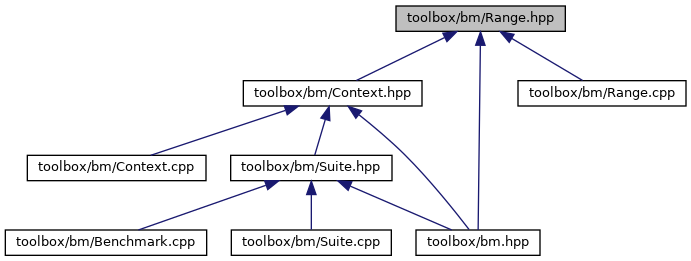 toolbox/bm/Range.hpp
toolbox/bm/Context.hpp
toolbox/bm/Range.cpp
toolbox/bm/Context.cpp
toolbox/bm/Suite.hpp
toolbox/bm/Benchmark.cpp
toolbox/bm/Suite.cpp
toolbox/bm.hpp